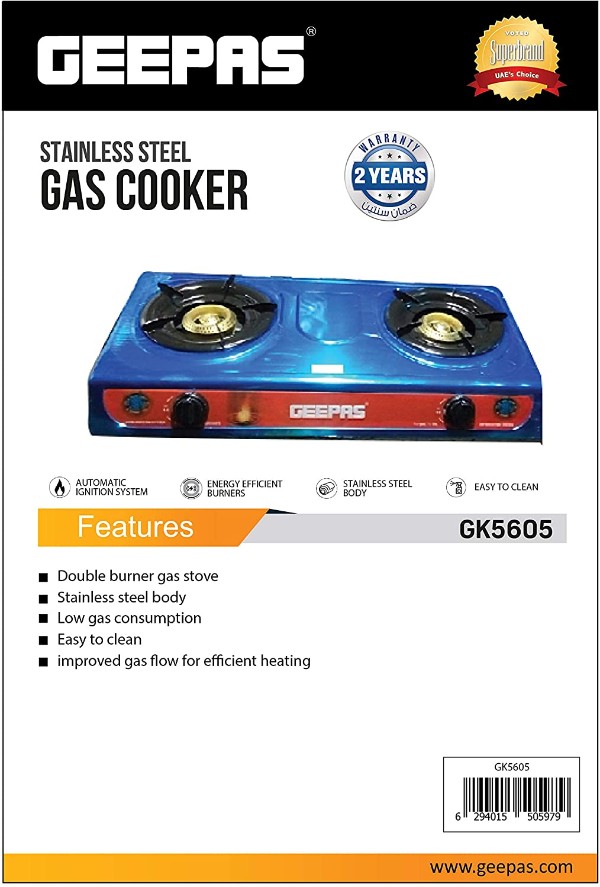 GEEPAS®
VOTED
Superbrand
UAE's Choice
STAINLESS STEEL
GAS COOKER
WARRANTY
2 YEARS
ضمان سنتين
GEEPAS
AUTOMATIC
IGNITION SYSTEM
ENERGY EFFICIENT
BURNERS
STAINLESS STEEL
BODY
EASY TO CLEAN
Features
GK5605
Double burner gas stove
Stainless steel body
Low gas consumption
Easy to clean
improved gas flow for efficient heating
GK5605
6 294015 505979
www.geepas.com